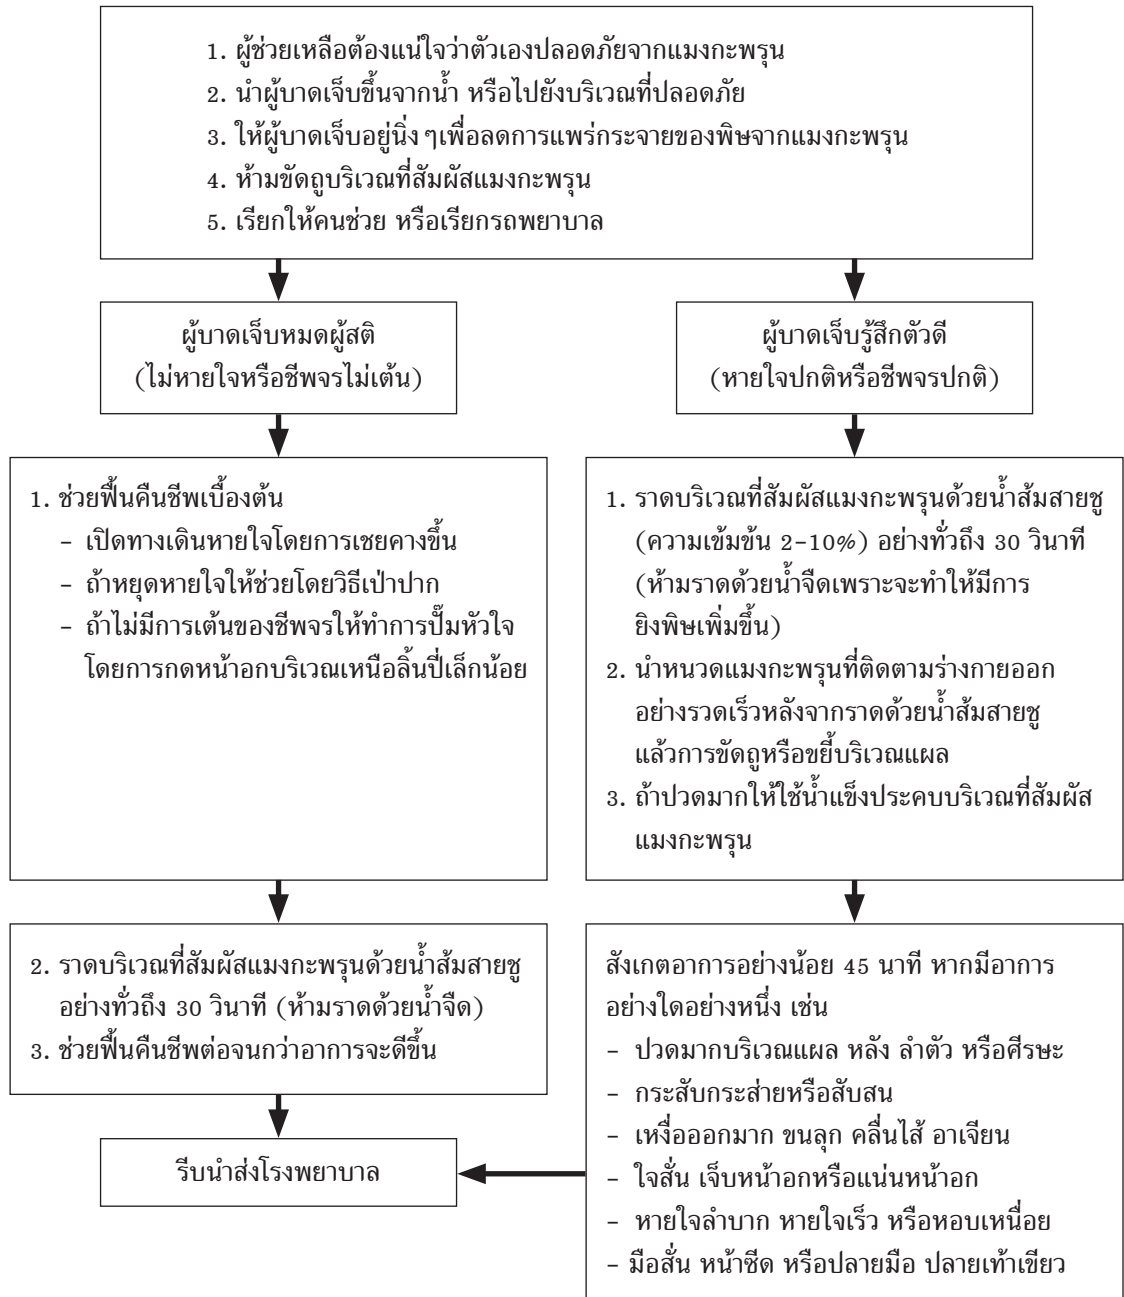 1. ผู้ช่วยเหลือต้องแน่ใจว่าตัวเองปลอดภัยจากแมงกะพรุน
2. นำผู้บาดเจ็บขึ้นจากน้ำ หรือไปยังบริเวณที่ปลอดภัย
3. ให้ผู้บาดเจ็บอยู่นิ่ง ๆเพื่อลดการแพร่กระจายของพิษจากแมงกะพรุน
4. ห้ามขัดถูบริเวณที่สัมผัสแมงกะพรุน
5. เรียกให้คนช่วย หรือเรียกรถพยาบาล
ผู้บาดเจ็บหมดผู้สติ
(ไม่หายใจหรือชีพจรไม่เต้น)
ผู้บาดเจ็บรู้สึกตัวดี
(หายใจปกติหรือชีพจรปกติ)
1. ช่วยฟื้นคืนชีพเบื้องต้น
- เปิดทางเดินหายใจโดยการเชยคางขึ้น
- ถ้าหยุดหายใจให้ช่วยโดยวิธีเป่าปาก
- ถ้าไม่มีการเต้นของชีพจรให้ทำการปั๊มหัวใจ
โดยการกดหน้าอกบริเวณเหนือลิ้นปี่เล็กน้อย
1. ราดบริเวณที่สัมผัสแมงกะพรุนด้วยน้ำส้มสายชู
(ความเข้มข้น 2-10%) อย่างทั่วถึง 30 วินาที
(ห้ามราดด้วยน้ำจืดเพราะจะทำให้มีการ
ยิงพิษเพิ่มขึ้น)
2. นำหนวดแมงกะพรุนที่ติดตามร่างกายออก
อย่างรวดเร็วหลังจากราดด้วยน้ำส้มสายชู
แล้วการขัดถูหรือขยี้บริเวณแผล
3. ถ้าปวดมากให้ใช้น้ำแข็งประคบบริเวณที่สัมผัส
แมงกะพรุน
2. ราดบริเวณที่สัมผัสแมงกะพรุนด้วยน้ำส้มสายชู
อย่างทั่วถึง 30 วินาที (ห้ามราดด้วยน้ำจืด)
3. ช่วยฟื้นคืนชีพต่อจนกว่าอาการจะดีขึ้น
รีบนำส่งโรงพยาบาล
สังเกตอาการอย่างน้อย 45 นาที หากมีอาการ
อย่างใดอย่างหนึ่ง เช่น
- ปวดมากบริเวณแผล หลัง ลำตัว หรือศีรษะ
- กระสับกระส่ายหรือสับสน
- เหงื่อออกมาก ขนลุก คลื่นไส้ อาเจียน
- ใจสั่น เจ็บหน้าอกหรือแน่นหน้าอก
- หายใจลำบาก หายใจเร็ว หรือหอบเหนื่อย
- มือสั่น หน้าซีด หรือปลายมือ ปลายเท้าเขียว